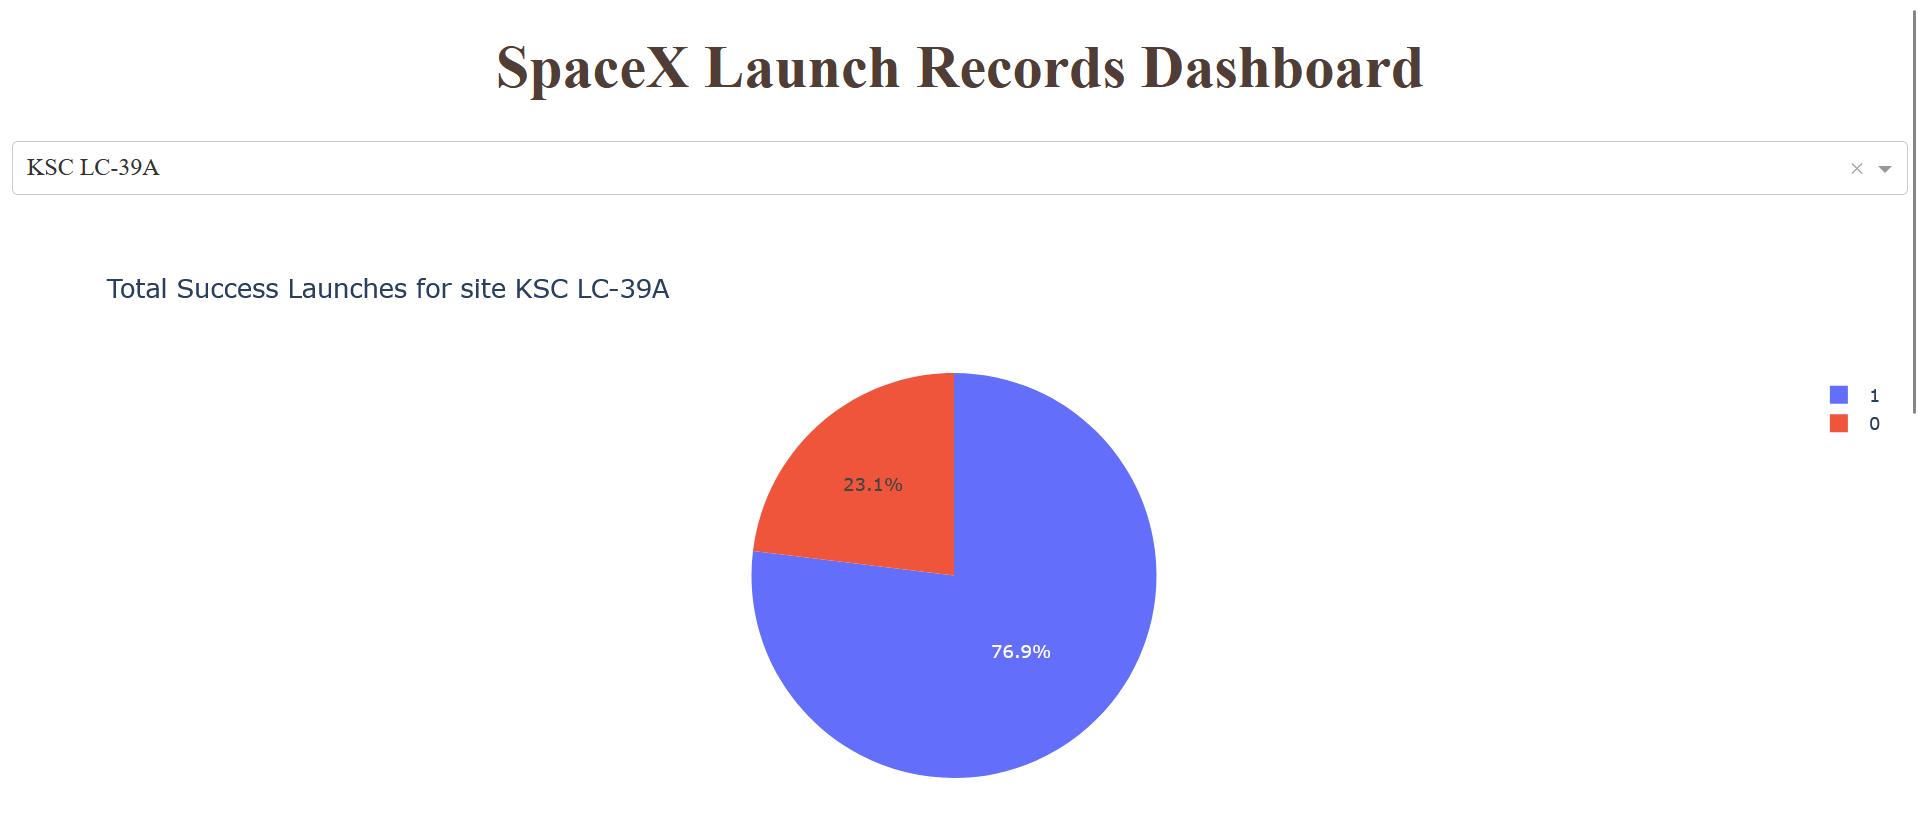 SpaceX Launch Records Dashboard
KSC LC-39A
Total Success Launches for site KSC LC-39A
1
0
23.1%
76.9%